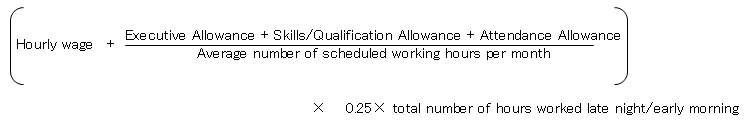 Hourly wage + Executive Allowance + Skills/Qualification Allowance + Attendance Allowance
Average number of scheduled working hours per month
× 0.25× total number of hours worked late night/early morning